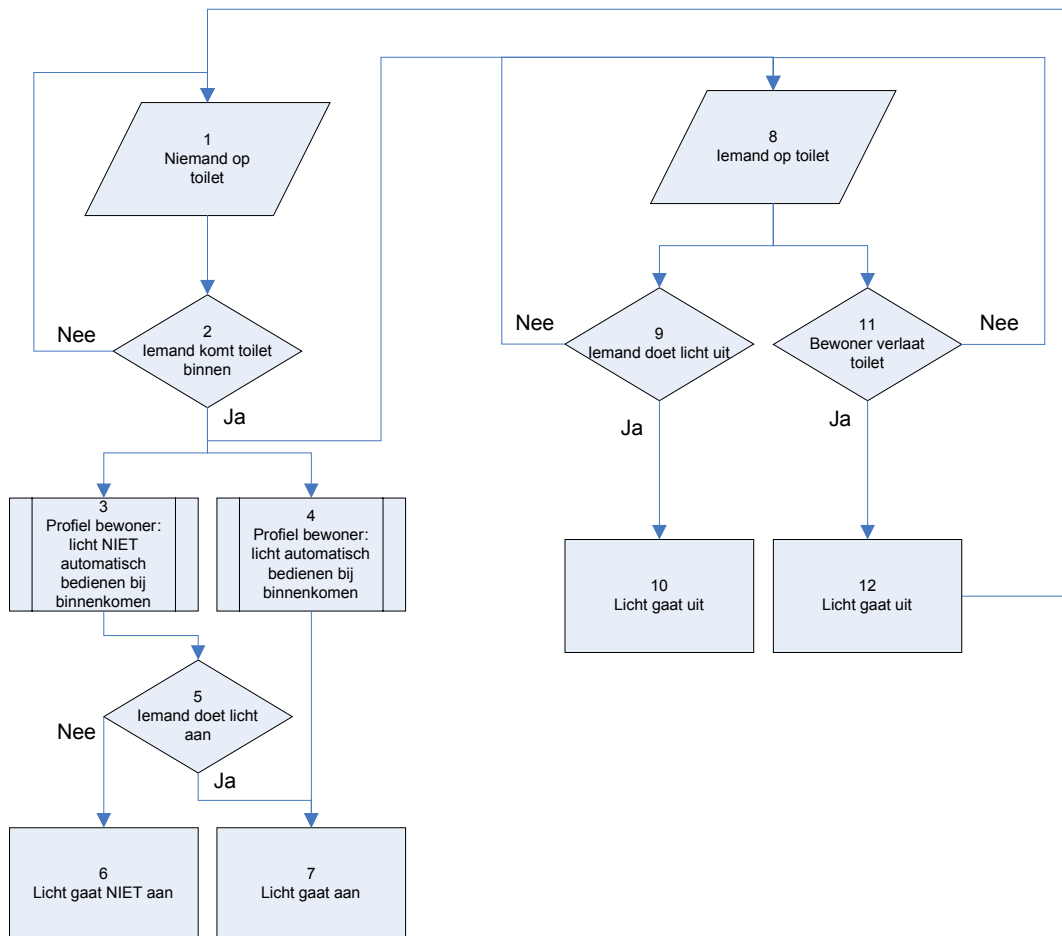 1
Niemand op
toilet
Nee
2
Iemand komt toilet
binnen
Ja
3
Profiel bewoner:
licht NIET
automatisch
bedienen bij
binnenkomen
4
Profiel bewoner:
licht automatisch
bedienen bij
binnenkomen
5
Iemand doet licht
aan
Nee
Ja
6
Licht gaat NIET aan
7
Licht gaat aan
8
Iemand op toilet
Nee
9
Iemand doet licht uit
Ja
11
Bewoner verlaat
toilet
Nee
Ja
10
Licht gaat uit
12
Licht gaat uit